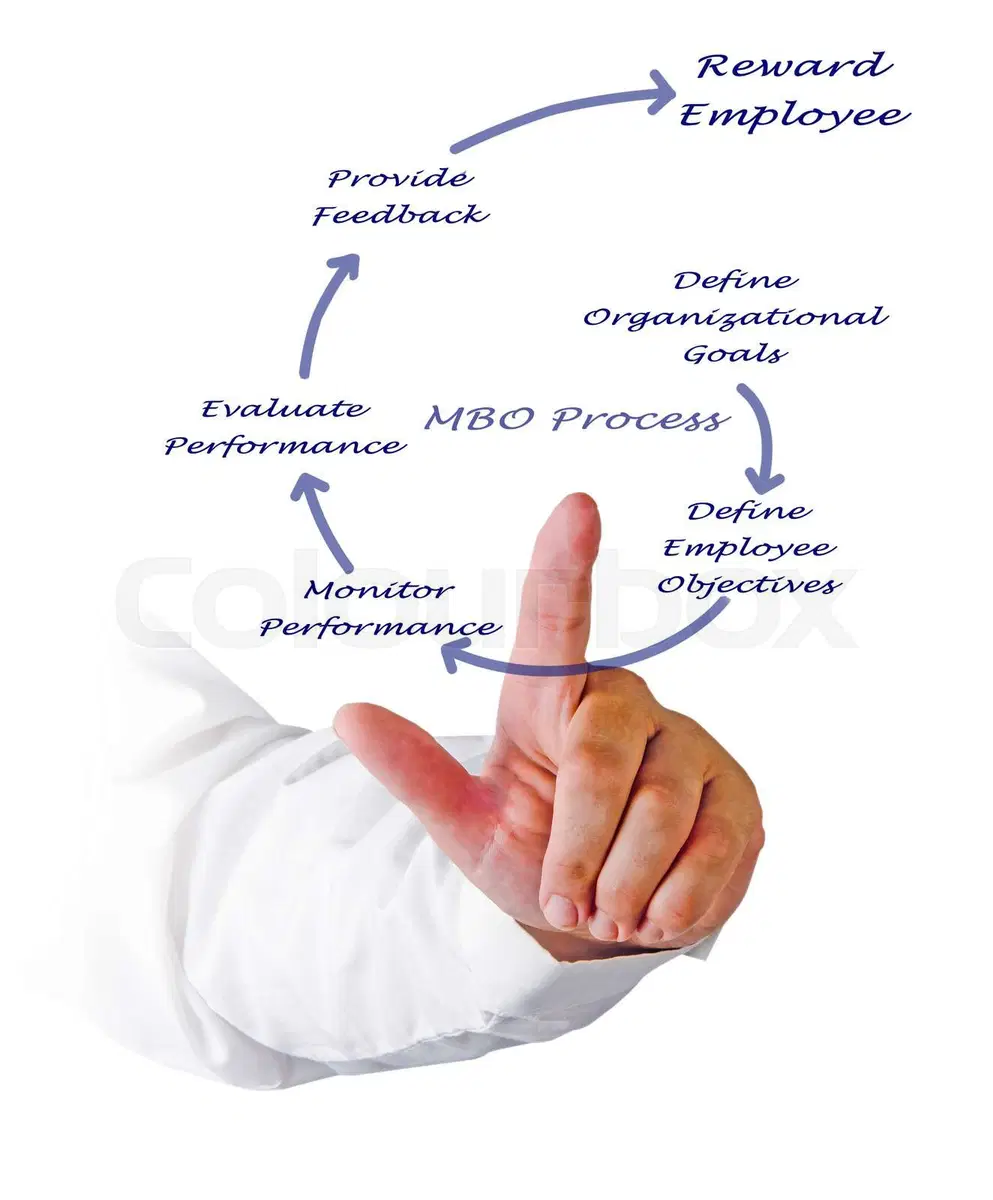 Reward
Employee
Provide
Feedback
Define
Organizational
Goals
Evaluate
Performance
MBO Process
Define
Employee
Objectives
Monitor
Performance
Colourbox